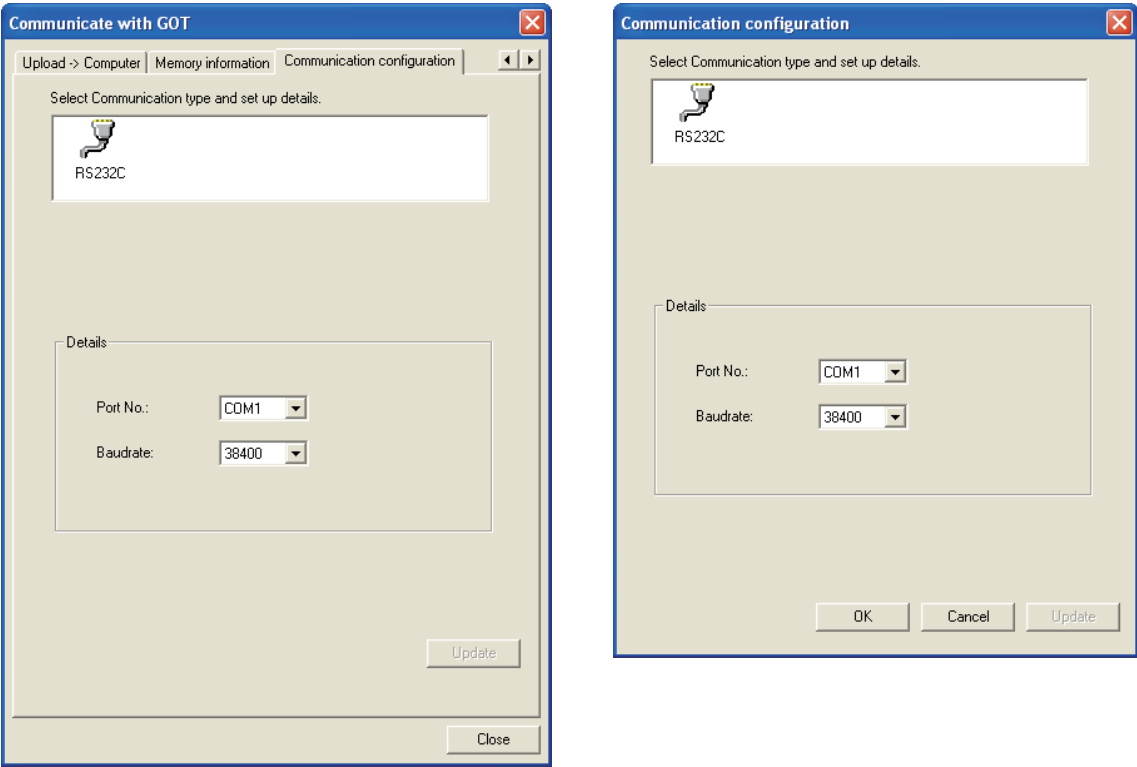 Communicate with GOT
Upload -> Computer Memory information Communication configuration
Select Communication type and set up details.
RS232C
Details
Port No.: COM1
Baudrate: 38400
Update
Close
Communication configuration
Select Communication type and set up details.
RS232C
Details
Port No.: COM1
Baudrate: 38400
OK Cancel Update